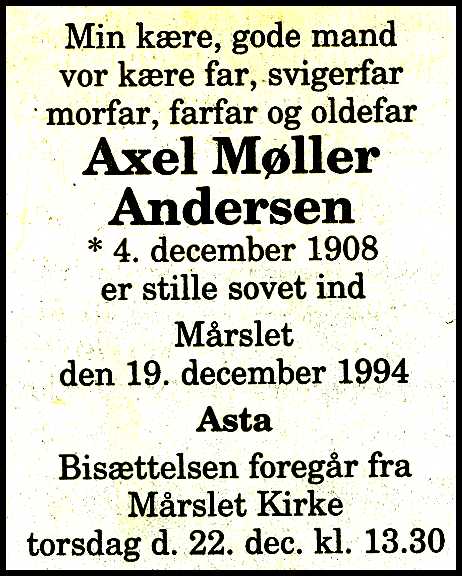 Min kære, gode mand
vor kære far, svigerfar
morfar, farfar og oldefar
Axel Møller
Andersen
* 4. december 1908
er stille sovet ind
Mårslet
den 19. december 1994
Asta
Bisættelsen foregår fra
Mårslet Kirke
torsdag d. 22. dec. kl. 13.30